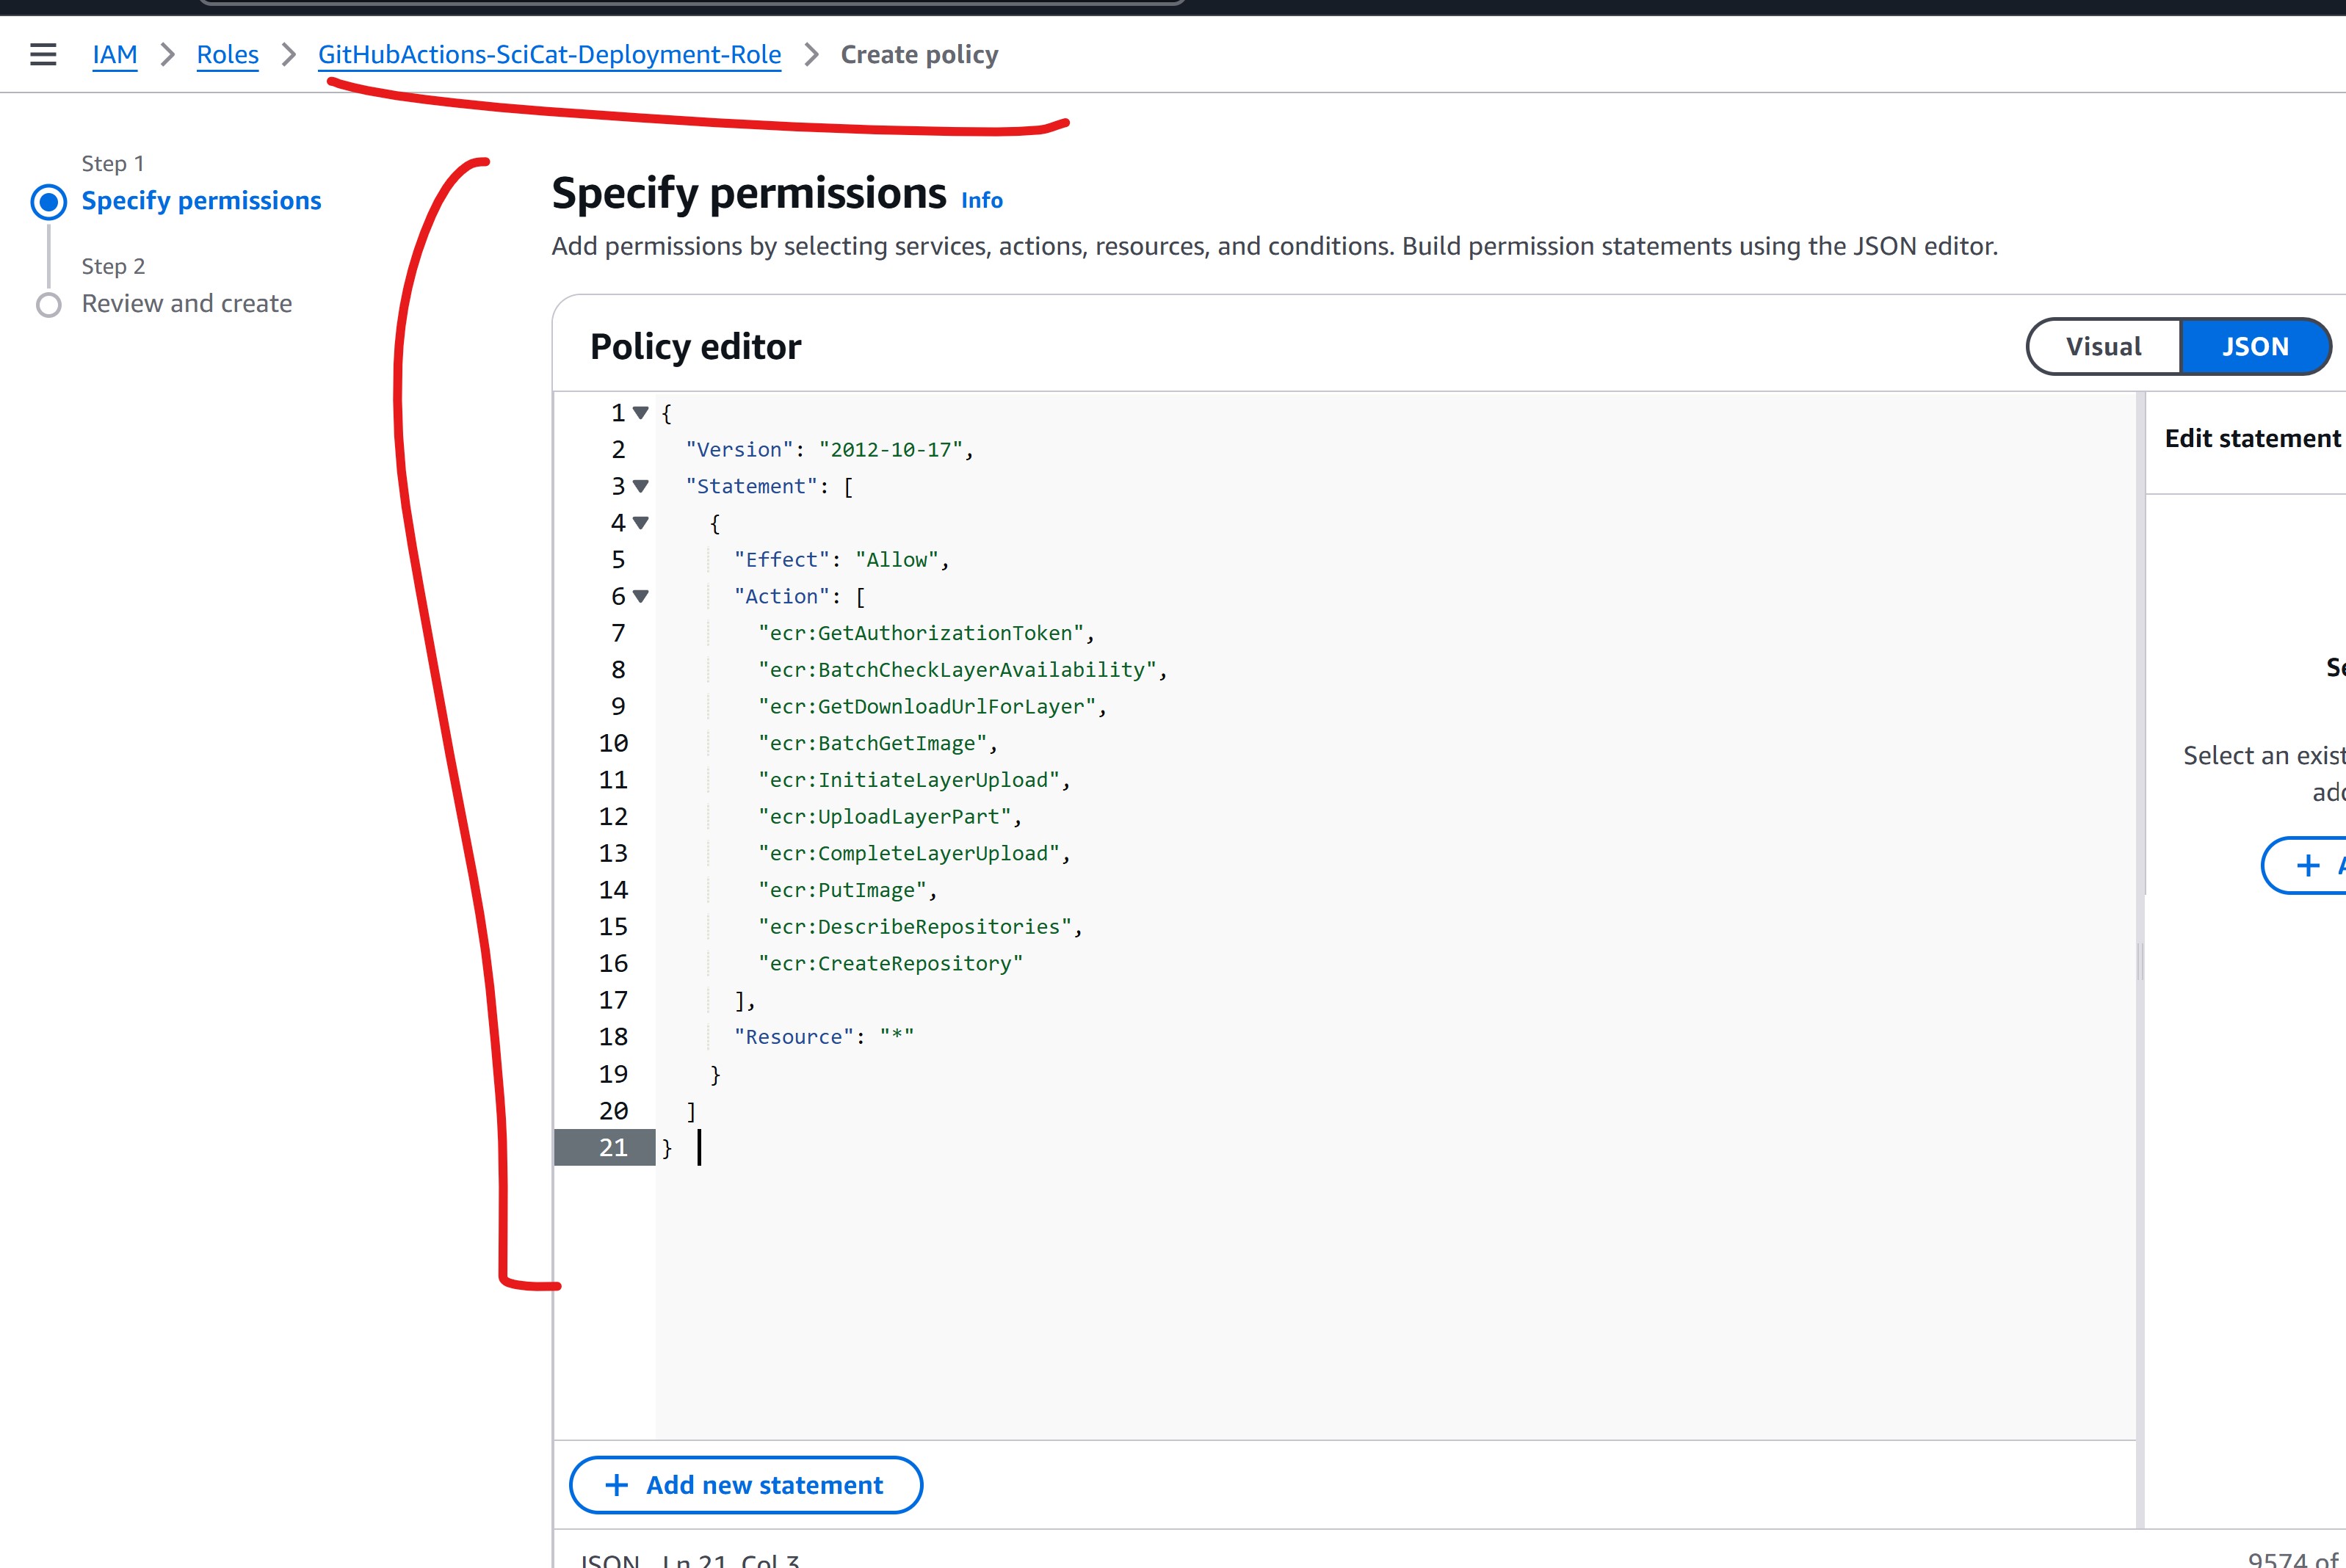 IAM > Roles > GitHubActions-SciCat-Deployment-Role > Create policy
Step 1
Specify permissions
Step 2
Review and create
Specify permissions Info
Add permissions by selecting services, actions, resources, and conditions. Build permission statements using the JSON editor.
Policy editor
Visual JSON
1 {
2 "Version": "2012-10-17",
3 "Statement": [
4 {
5 "Effect": "Allow",
6 "Action": [
7 "ecr:GetAuthorizationToken",
8 "ecr:BatchCheckLayerAvailability",
9 "ecr:GetDownloadUrlForLayer",
10 "ecr:BatchGetImage",
11 "ecr:InitiateLayerUpload",
12 "ecr:UploadLayerPart",
13 "ecr:CompleteLayerUpload",
14 "ecr:PutImage",
15 "ecr:DescribeRepositories",
16 "ecr:CreateRepository"
17 ],
18 "Resource": "*"
19 }
20 ]
21 }
Edit statement
Select an
+ Add new statement
JSON Ln 21, Col 3
9574 of